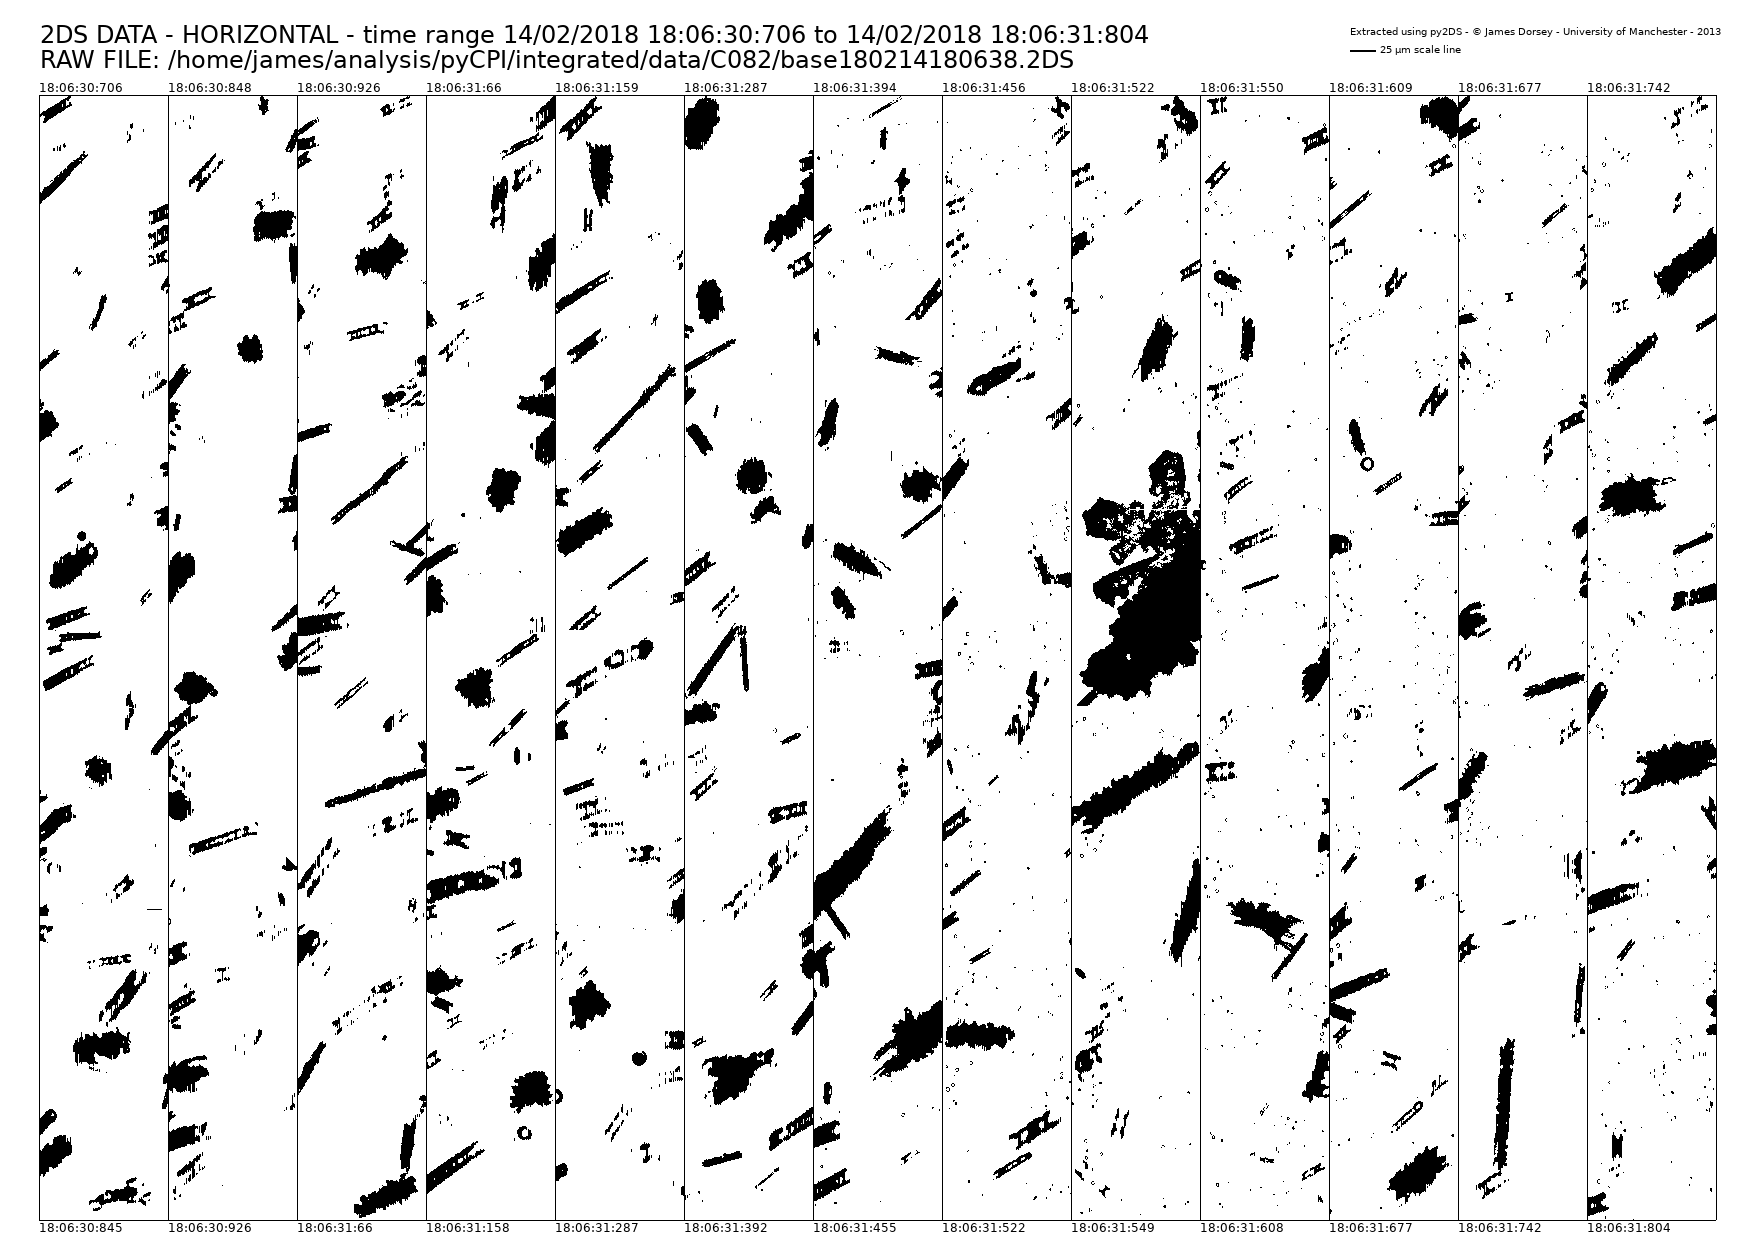 2DS DATA - HORIZONTAL - time range 14/02/2018 18:06:30:706 to 14/02/2018 18:06:31:804
RAW FILE: /home/james/analysis/pyCPI/integrated/data/C082/base180214180638.2DS
Extracted using py2DS - © James Dorsey - University of Manchester - 2013
25 µm scale line
18:06:30:706 18:06:30:848 18:06:30:926 18:06:31:66 18:06:31:159 18:06:31:287 18:06:31:394 18:06:31:456 18:06:31:522 18:06:31:550 18:06:31:609 18:06:31:677 18:06:31:742
18:06:30:845 18:06:30:926 18:06:31:66 18:06:31:158 18:06:31:287 18:06:31:392 18:06:31:455 18:06:31:522 18:06:31:549 18:06:31:608 18:06:31:677 18:06:31:742 18:06:31:804